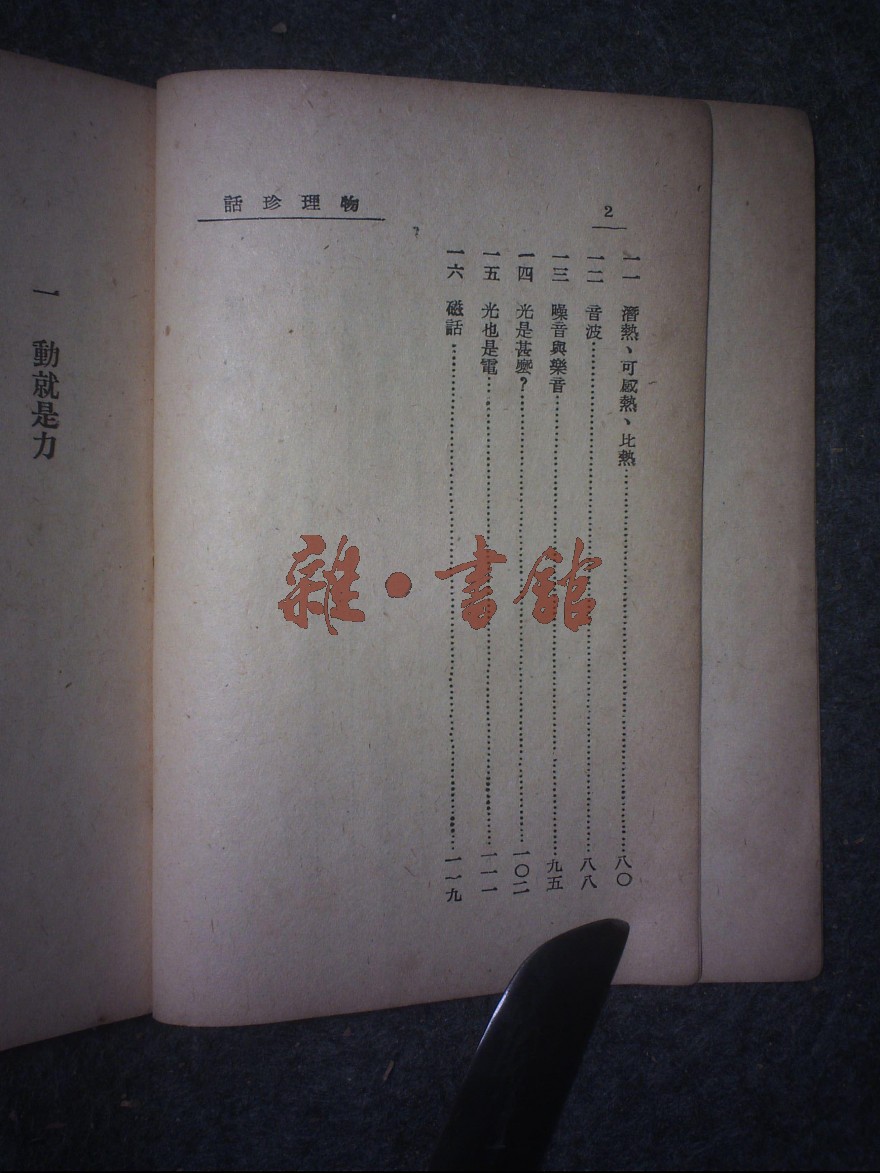 物理珍話
2
一一 潛熱、可感熱、比熱……八〇
一二 音波……八八
一三 噪音與樂音……九五
一四 光是甚麼？……一〇二
一五 光也是電……一一一
一六 磁話……一一九
一 動就是力
雜·書館